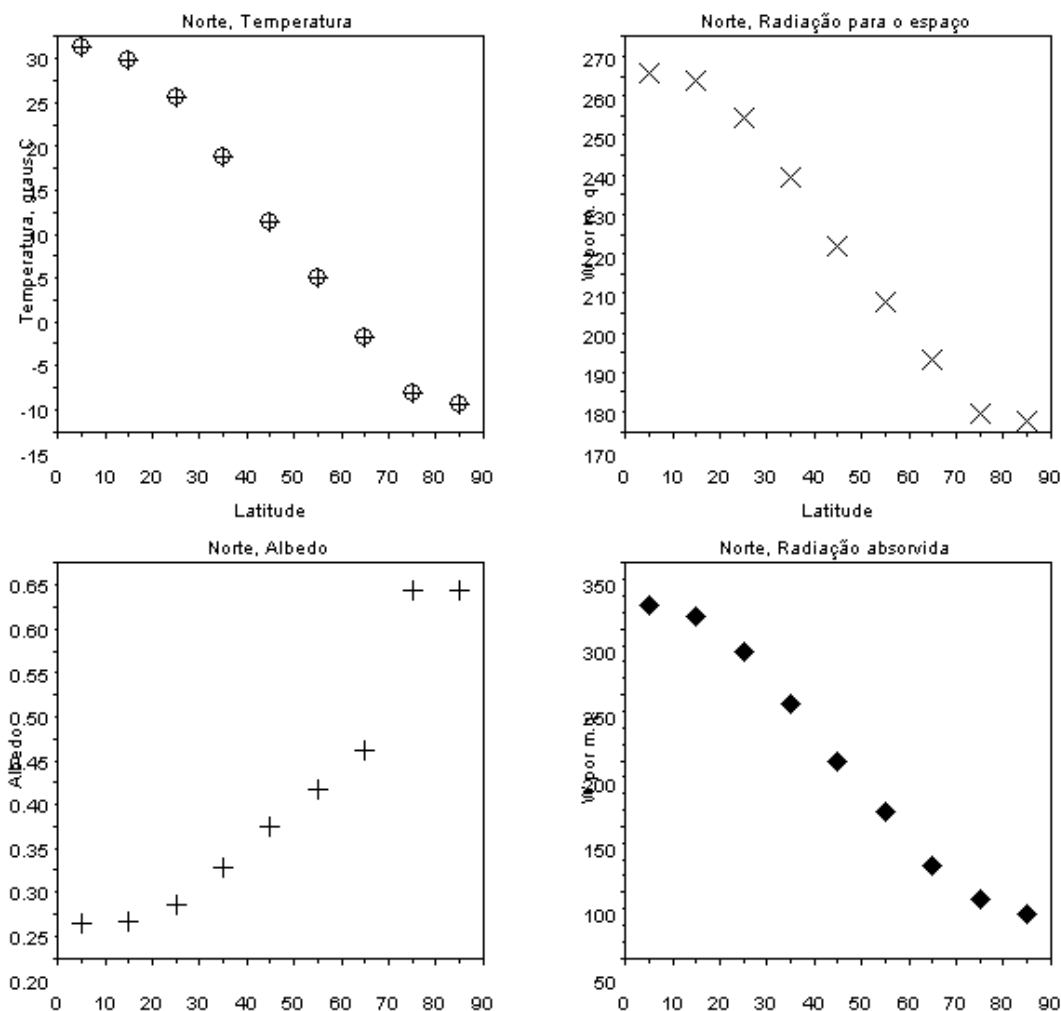 Norte, Temperatura
30
25
20
15
10
5
0
-5
-10
-15
Temperatura, graus C
0 10 20 30 40 50 60 70 80 90
Latitude
Norte, Radiação para o espaço
270
260
250
240
230
220
210
200
190
180
170
W por m. q
0 10 20 30 40 50 60 70 80 90
Latitude
Norte, Albedo
0.65
0.60
0.55
0.50
0.45
0.40
0.35
0.30
0.25
0.20
Albedo
0 10 20 30 40 50 60 70 80 90
Norte, Radiação absorvida
350
300
250
200
150
100
50
W por m.
0 10 20 30 40 50 60 70 80 90